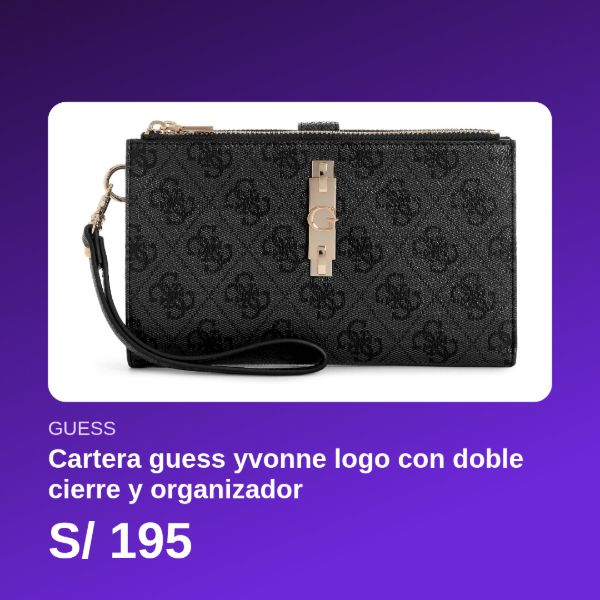 G
GUESS
Cartera guess yvonne logo con doble
cierre y organizador
S/ 195